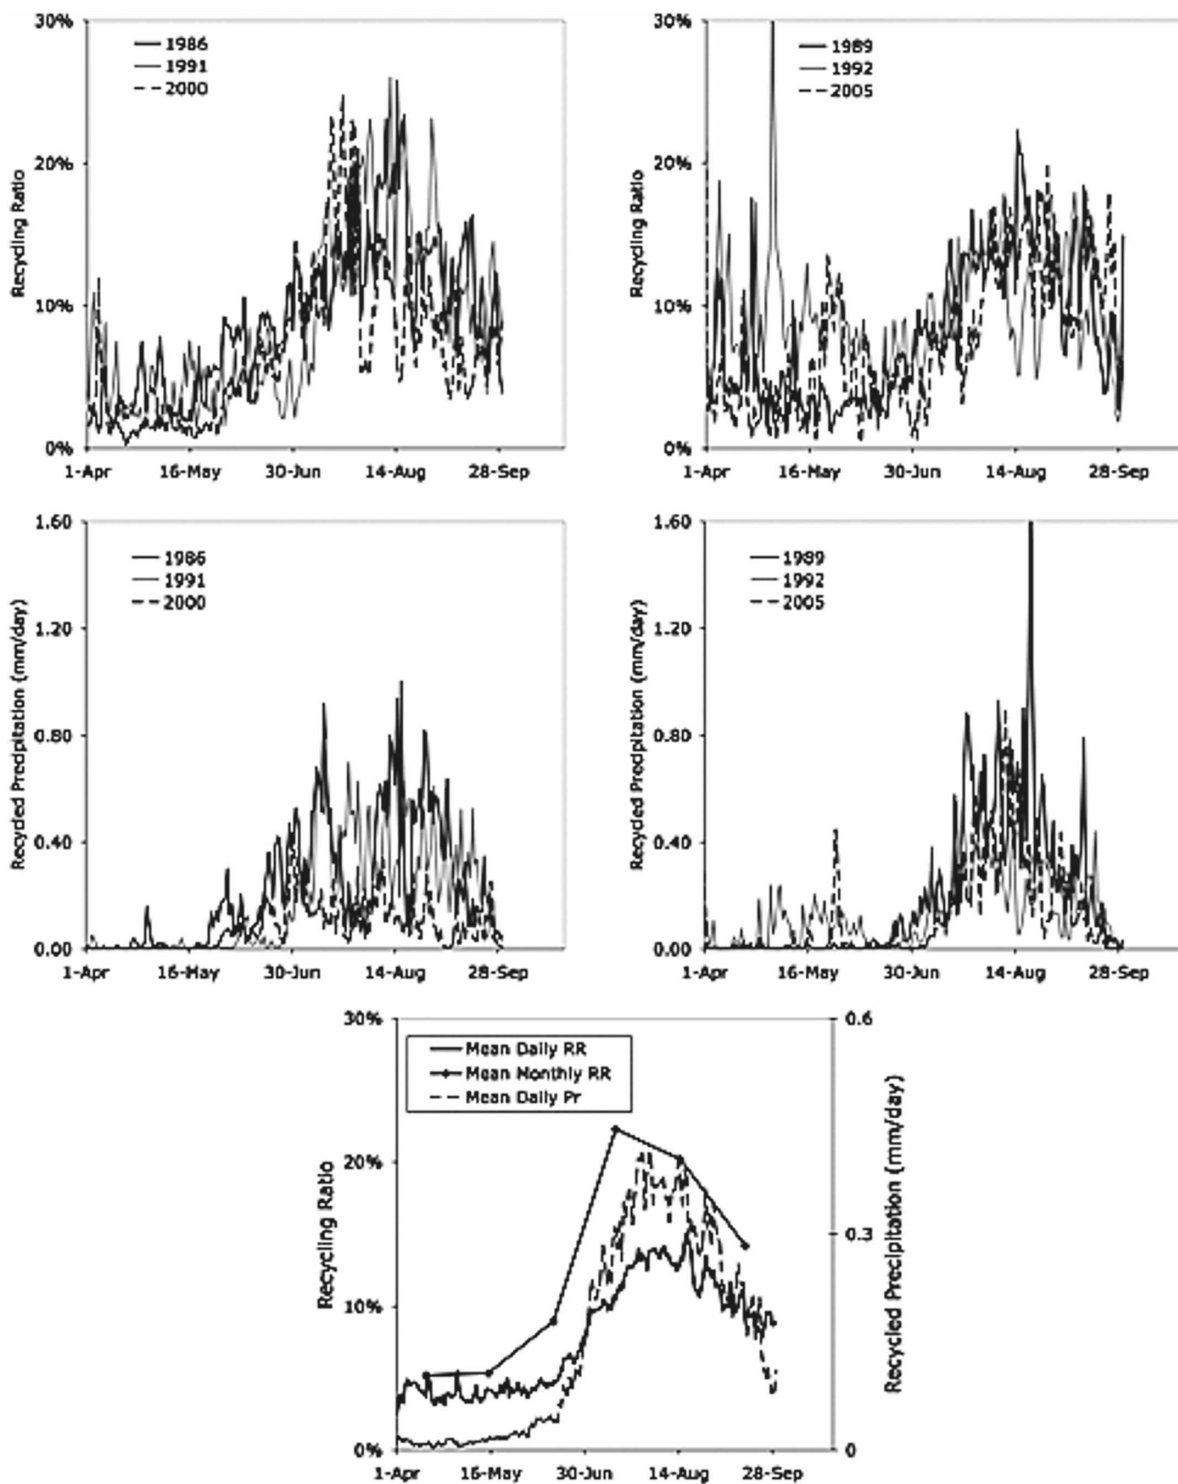 30%
20%
10%
0%
Recycling Ratio
1986
1991
2000
1-Apr 16-May 30-Jun 14-Aug 28-Sep
30%
20%
10%
0%
Recycling Ratio
1989
1992
2005
1-Apr 16-May 30-Jun 14-Aug 28-Sep
1.60
1.20
0.80
0.40
0.00
Recycled Precipitation (mm/day)
1986
1991
2000
1-Apr 16-May 30-Jun 14-Aug 28-Sep
1.60
1.20
0.80
0.40
0.00
Recycled Precipitation (mm/day)
1989
1992
2005
1-Apr 16-May 30-Jun 14-Aug 28-Sep
30%
20%
10%
0%
Recycling Ratio
Mean Daily RR
Mean Monthly RR
Mean Daily Pr
0.6
0.3
0
Recycled Precipitation (mm/day)
1-Apr 16-May 30-Jun 14-Aug 28-Sep